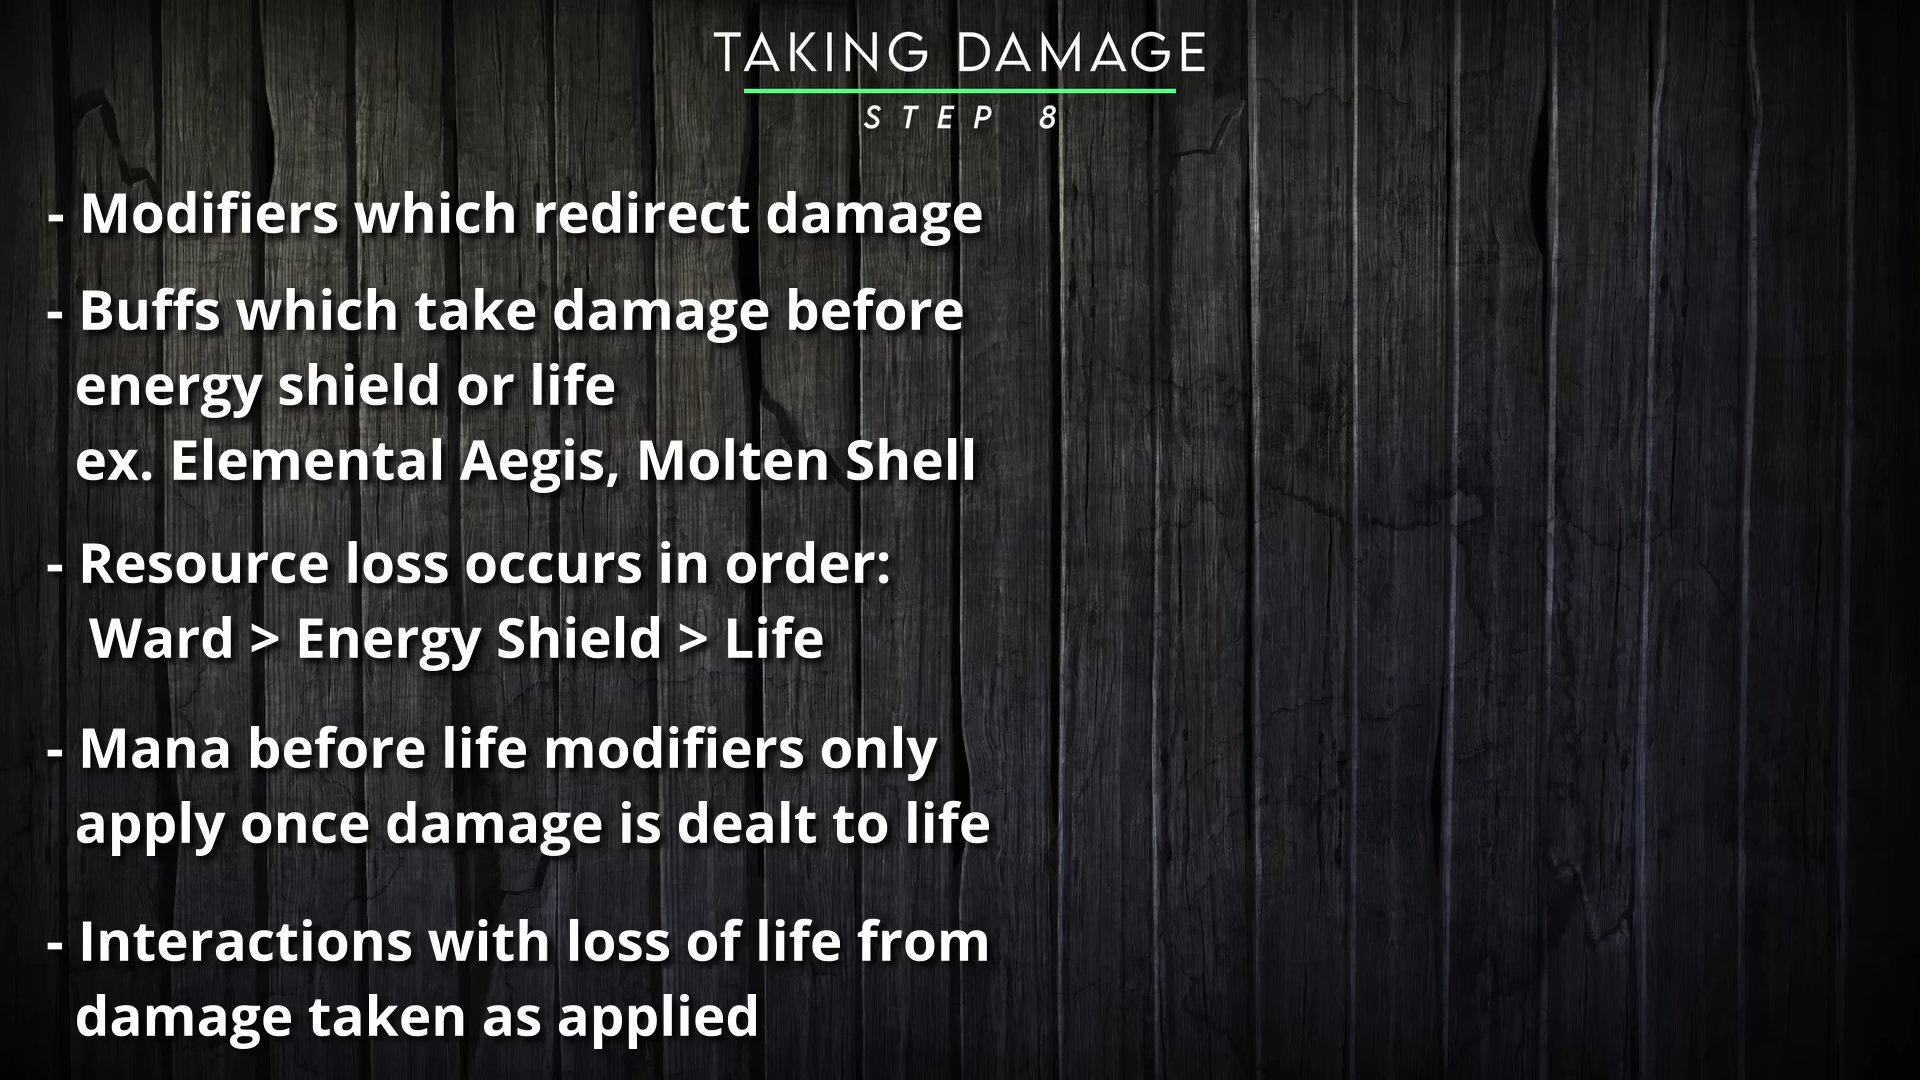 TAKING DAMAGE
STEP 8
- Modifiers which redirect damage
- Buffs which take damage before
energy shield or life
ex. Elemental Aegis, Molten Shell
- Resource loss occurs in order:
Ward > Energy Shield > Life
- Mana before life modifiers only
apply once damage is dealt to life
- Interactions with loss of life from
damage taken as applied